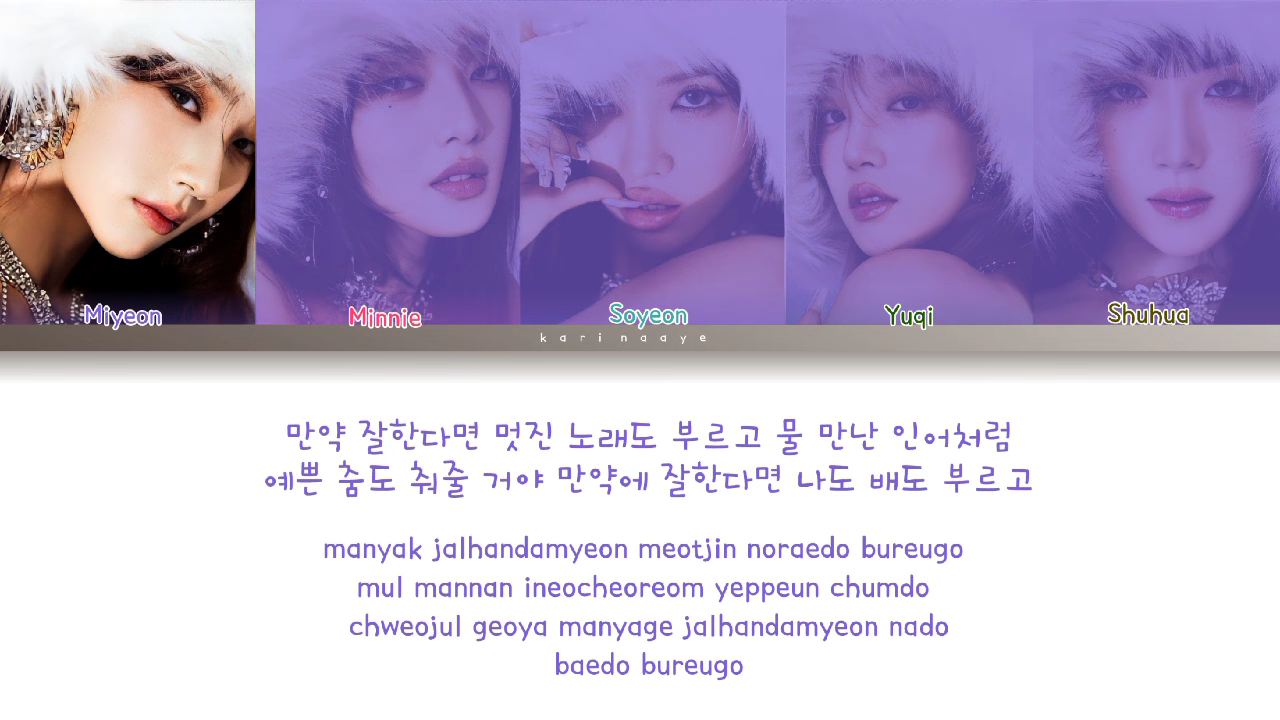 Miyeon Minnie Soyeon Yuqi Shuhua
karinaaye
만약 잘한다면 멋진 노래도 부르고 물 만난 인어처럼
예쁜 춤도 춰줄 거야 만약에 잘한다면 나도 배도 부르고
manyak jalhandamyeon meotjin noraedo bureugo
mul mannan ineocheoreom yeppeun chumdo
chweojul geoya manyage jalhandamyeon nado
baedo bureugo